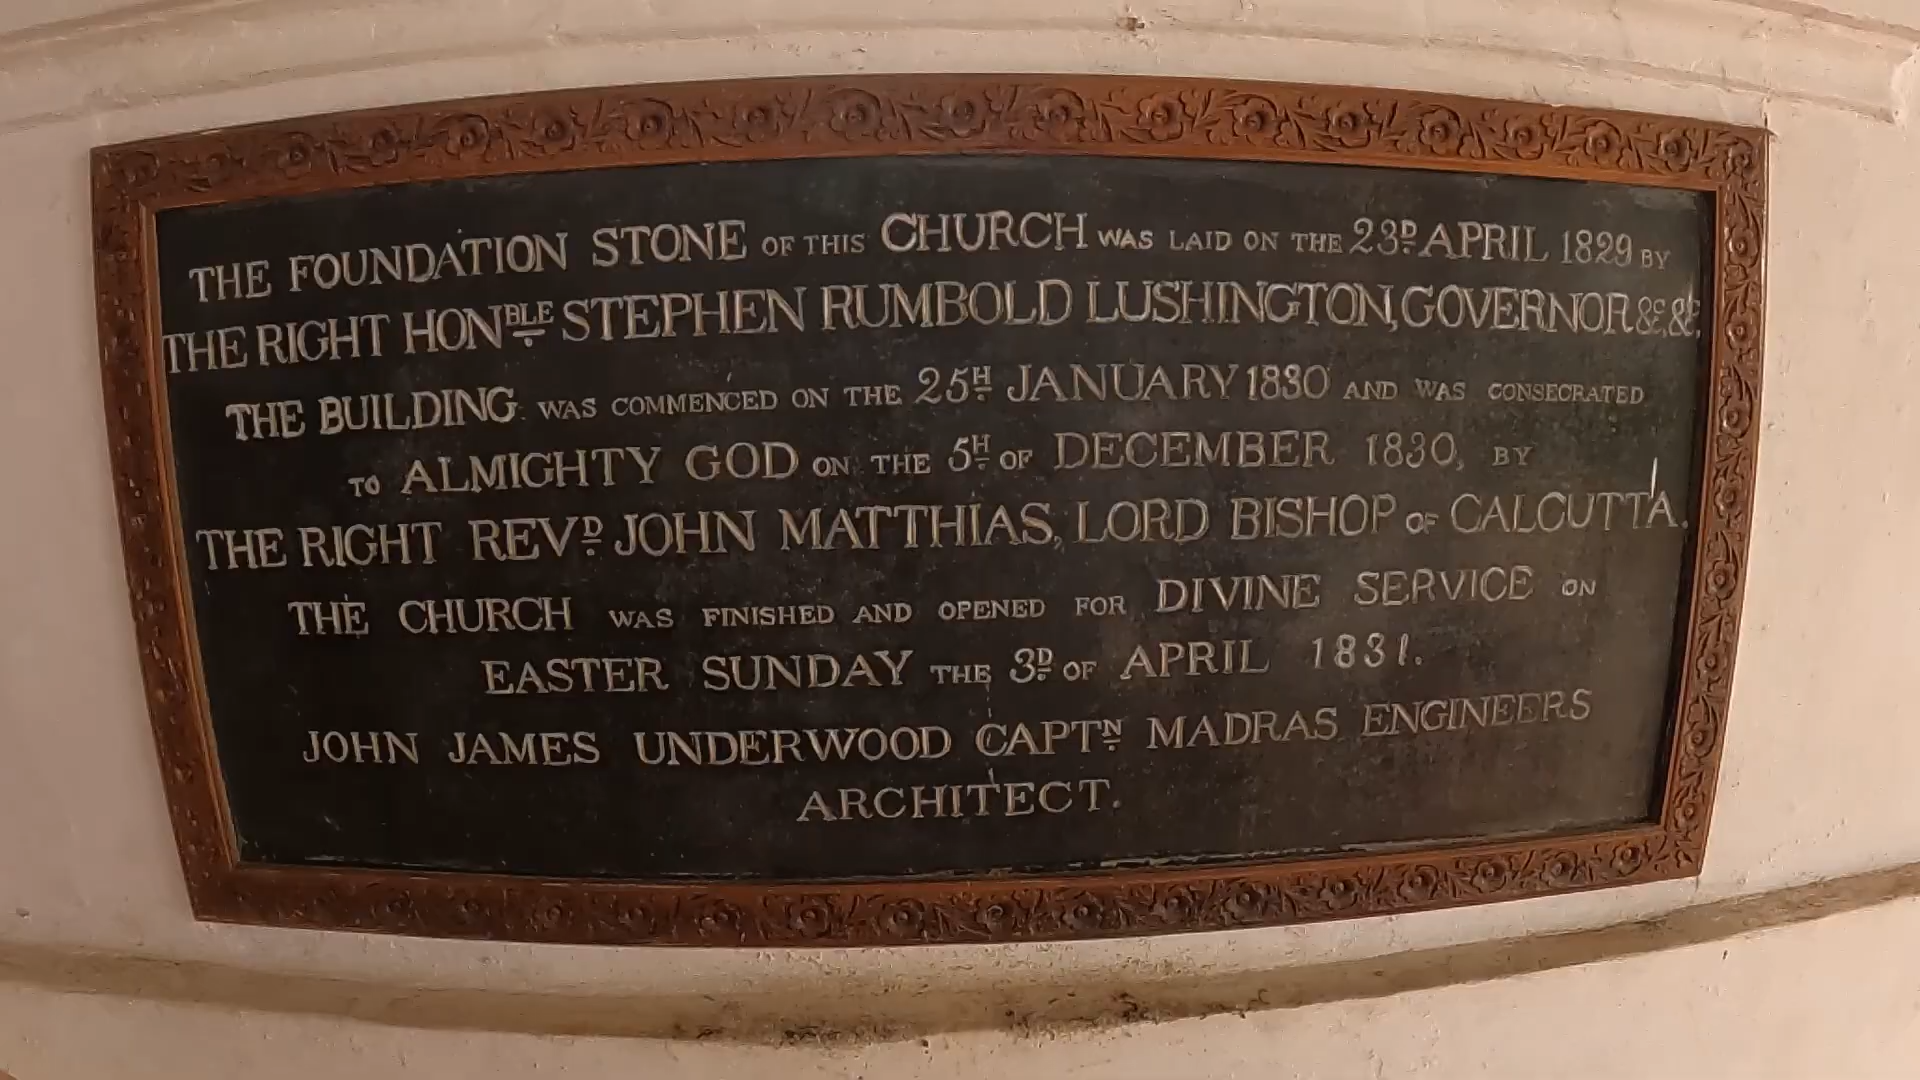 THE FOUNDATION STONE OF THIS CHURCH WAS LAID ON THE 23D. APRIL 1829 BY
THE RIGHT HONBLE. STEPHEN RUMBOLD LUSHINGTON, GOVERNOR &c, &c,
THE BUILDING WAS COMMENCED ON THE 25H. JANUARY 1830 AND WAS CONSECRATED
TO ALMIGHTY GOD ON THE 5H. OF DECEMBER 1830, BY
THE RIGHT REVD. JOHN MATTHIAS, LORD BISHOP OF CALCUTTA.
THE CHURCH WAS FINISHED AND OPENED FOR DIVINE SERVICE ON
EASTER SUNDAY THE 3D. OF APRIL 1831.
JOHN JAMES UNDERWOOD CAPTN. MADRAS ENGINEERS
ARCHITECT.